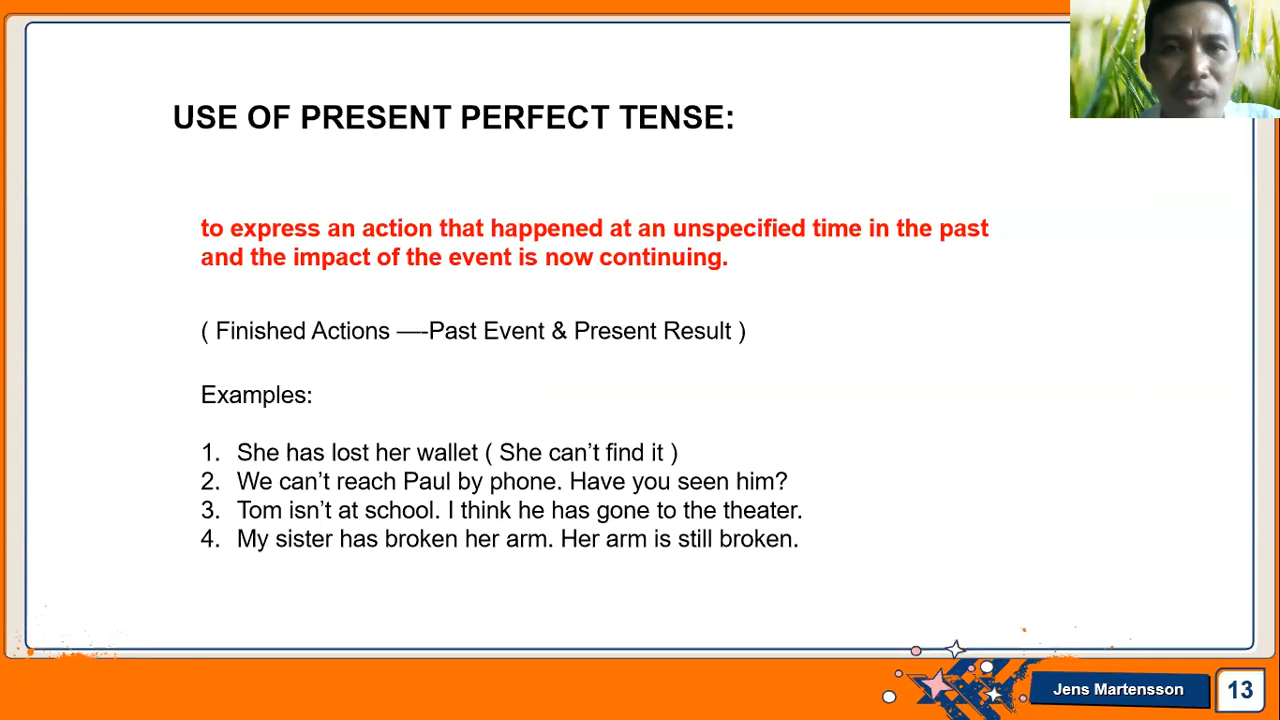 USE OF PRESENT PERFECT TENSE:
to express an action that happened at an unspecified time in the past
and the impact of the event is now continuing.
( Finished Actions —-Past Event & Present Result )
Examples:
1. She has lost her wallet ( She can’t find it )
2. We can’t reach Paul by phone. Have you seen him?
3. Tom isn’t at school. I think he has gone to the theater.
4. My sister has broken her arm. Her arm is still broken.
Jens Martensson
13